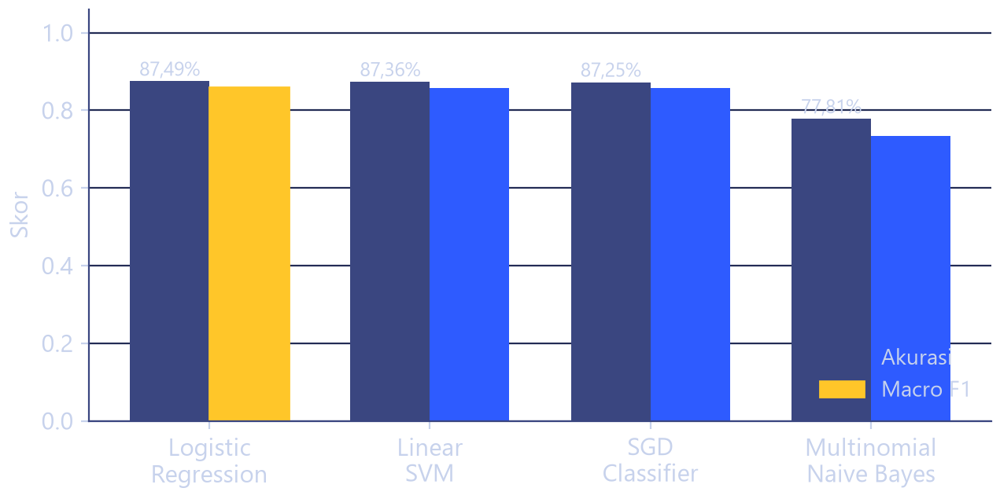 1.0
0.8
0.6
0.4
0.2
0.0
Skor
87,49%
87,36%
87,25%
77,81%
Akurasi
Macro F1
Logistic
Regression
Linear
SVM
SGD
Classifier
Multinomial
Naive Bayes